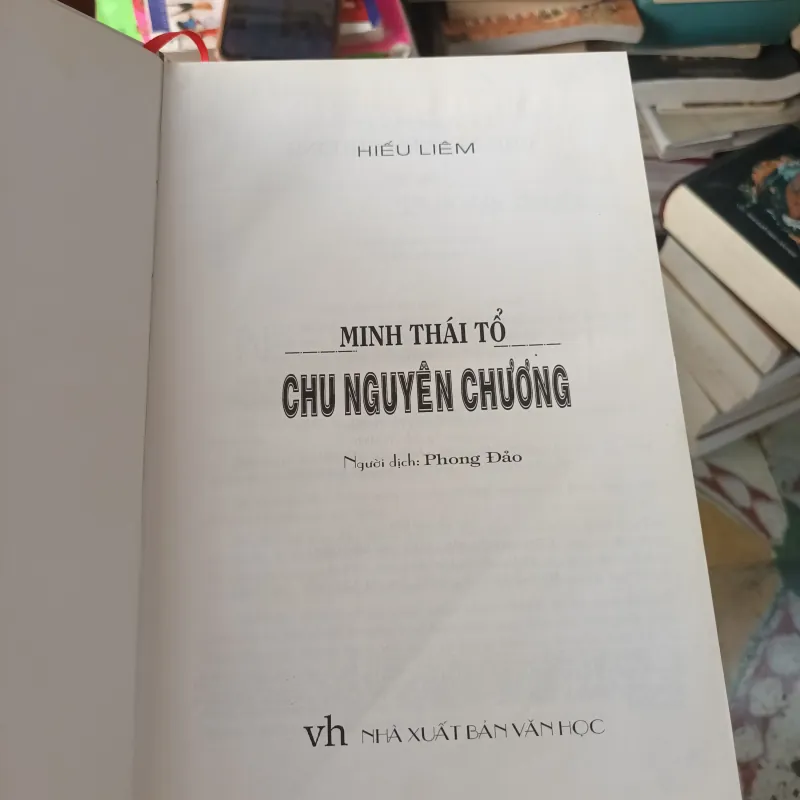 HIẾU LIÊM
MINH THÁI TỔ
CHU NGUYÊN CHƯƠNG
Người dịch: Phong Đảo
vh NHÀ XUẤT BẢN VĂN HỌC